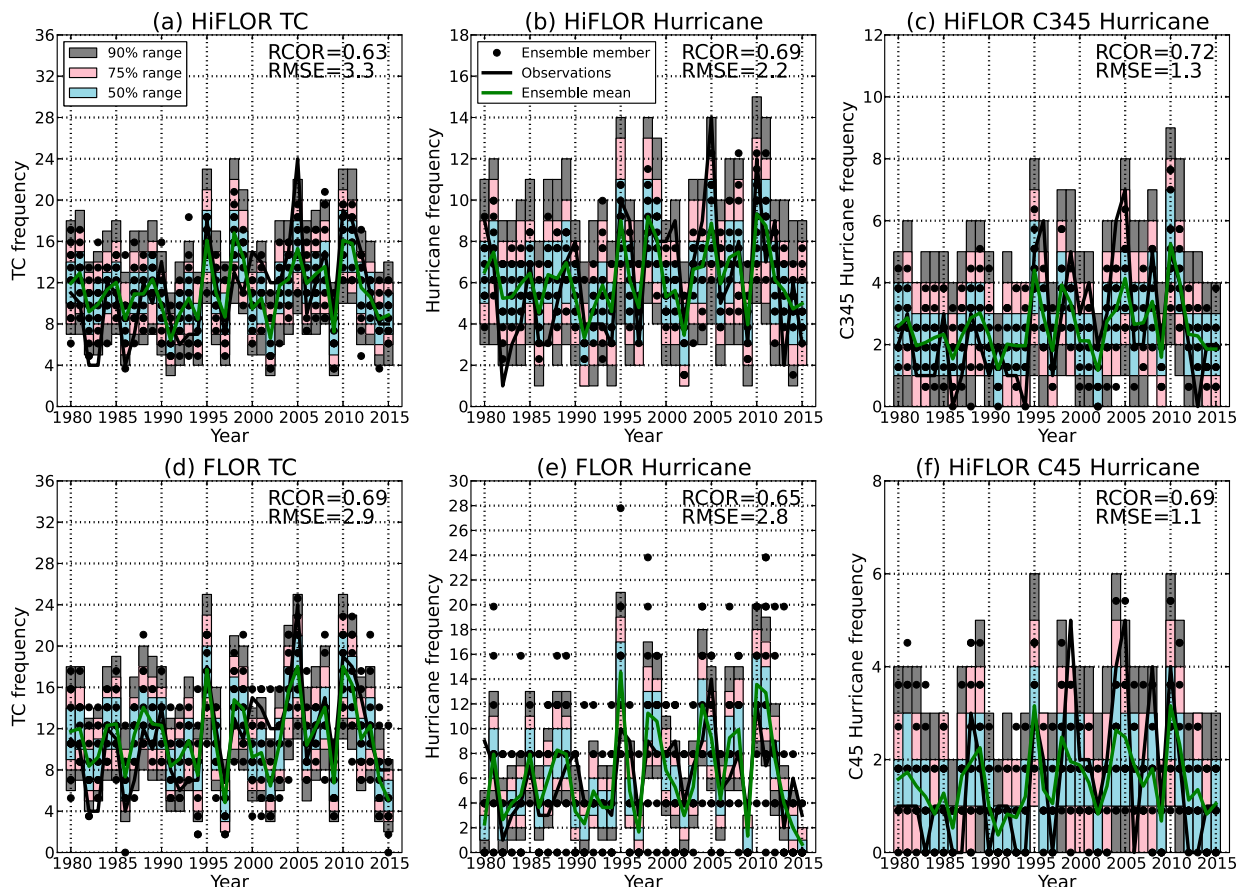 (a) HiFLOR TC
RCOR=0.63
RMSE=3.3
90% range
75% range
50% range
TC frequency
36
32
28
24
20
16
12
8
4
0
1980 1985 1990 1995 2000 2005 2010 2015
Year
(b) HiFLOR Hurricane
RCOR=0.69
RMSE=2.2
Ensemble member
Observations
Ensemble mean
Hurricane frequency
18
16
14
12
10
8
6
4
2
0
1980 1985 1990 1995 2000 2005 2010 2015
Year
(c) HiFLOR C345 Hurricane
RCOR=0.72
RMSE=1.3
C345 Hurricane frequency
12
10
8
6
4
2
0
1980 1985 1990 1995 2000 2005 2010 2015
Year
(d) FLOR TC
RCOR=0.69
RMSE=2.9
TC frequency
36
32
28
24
20
16
12
8
4
0
1980 1985 1990 1995 2000 2005 2010 2015
Year
(e) FLOR Hurricane
RCOR=0.65
RMSE=2.8
Hurricane frequency
30
28
26
24
22
20
18
16
14
12
10
8
6
4
2
0
1980 1985 1990 1995 2000 2005 2010 2015
Year
(f) HiFLOR C45 Hurricane
RCOR=0.69
RMSE=1.1
C45 Hurricane frequency
8
6
4
2
0
1980 1985 1990 1995 2000 2005 2010 2015
Year